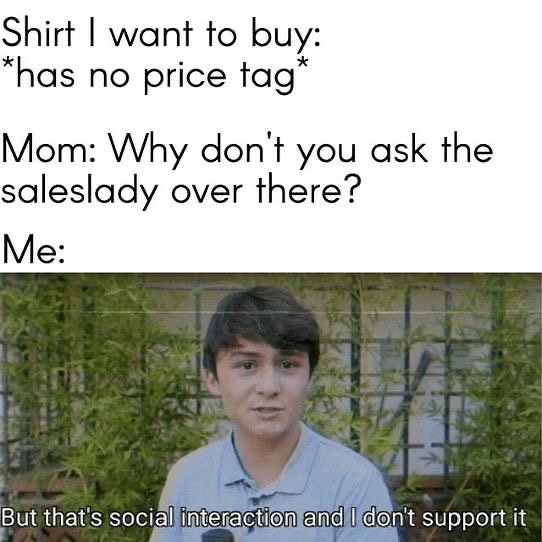 Shirt I want to buy:
*has no price tag*
Mom: Why don't you ask the
saleslady over there?
Me:
But that's social interaction and I don't support it